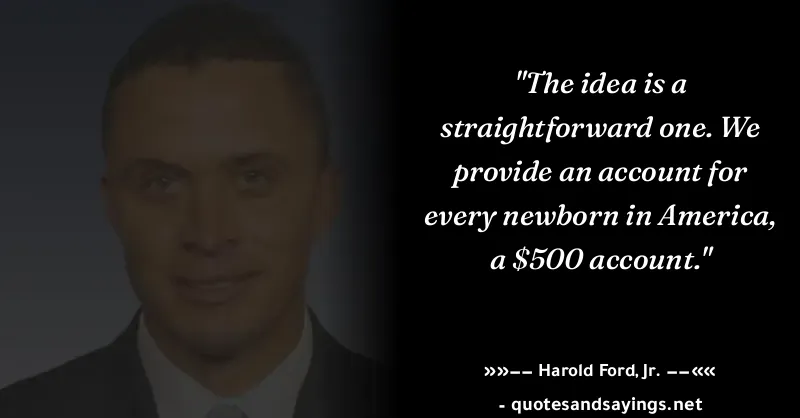 "The idea is a
straightforward one. We
provide an account for
every newborn in America,
a $500 account."
»»–– Harold Ford, Jr. ––««
- quotesandsayings.net